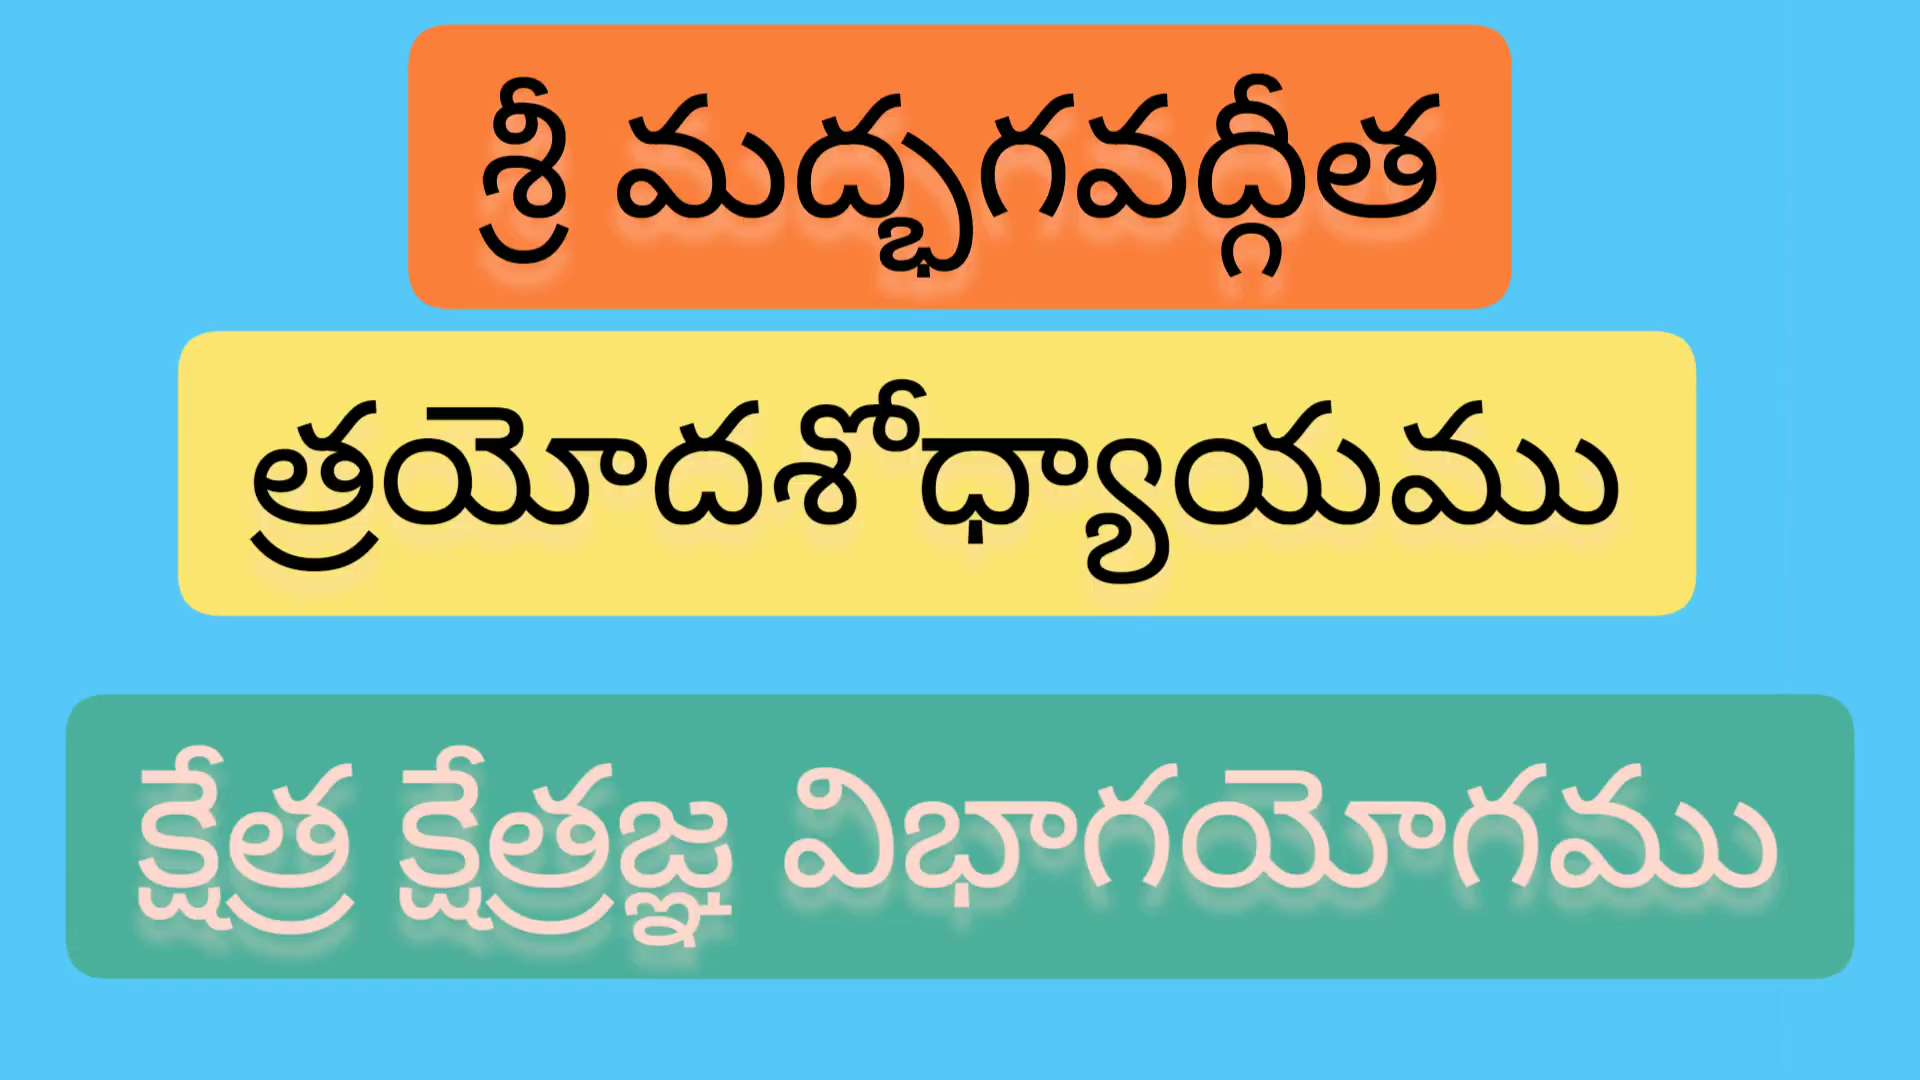 శ్రీ మద్భగవద్గీత
త్రయోదశోధ్యాయము
క్షేత్ర క్షేత్రజ్ఞ విభాగయోగము